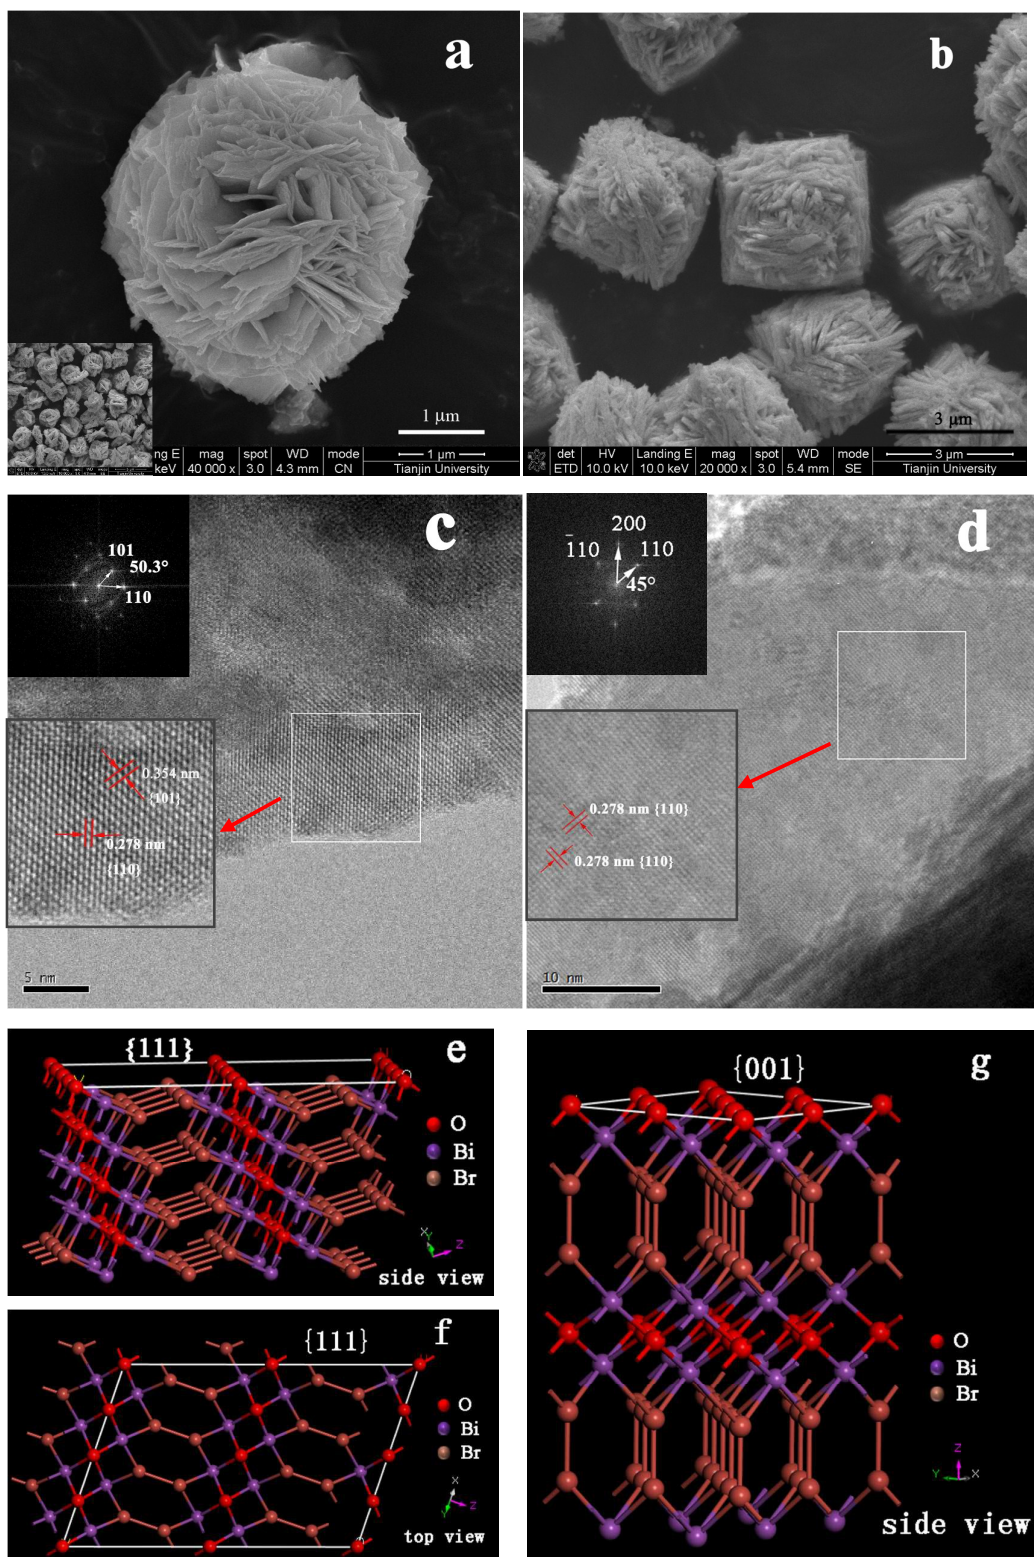 a
1 µm
ng E mag spot WD mode 1 µm
keV 40 000 x 3.0 4.3 mm CN Tianjin University
b
3 µm
det HV Landing E mag spot WD mode 3 µm
ETD 10.0 kV 10.0 keV 20 000 x 3.0 5.4 mm SE Tianjin University
c
101
50.3°
110
0.354 nm
{101}
0.278 nm
{110}
5 nm
d
200
1̄10 110
45°
0.278 nm {110}
0.278 nm {110}
10 nm
{111} e
O
Bi
Br
X
Y
Z
side view
{111} f
O
Bi
Br
X
Y Z
top view
{001} g
O
Bi
Br
Z
Y X
side view